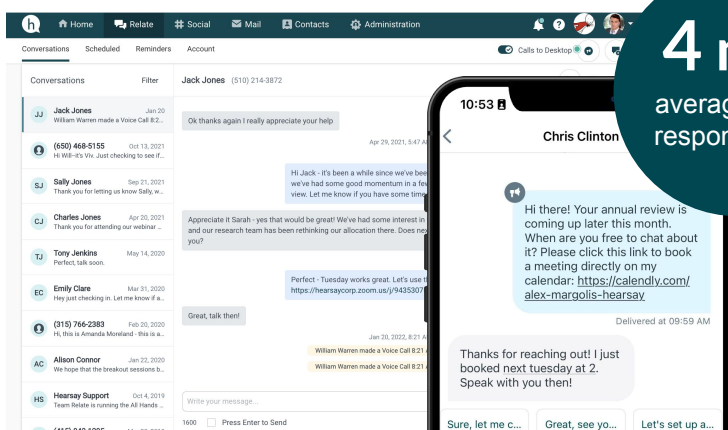 h Home Relate Social Mail Contacts Administration
Conversations Scheduled Reminders Account Calls to Desktop
Conversations Filter
Jack Jones (510) 214-3872
JJ Jack Jones Jan 20
William Warren made a Voice Call 8:2...
(650) 468-5155 Oct 13, 2021
Hi Will–it's Viv. Just checking to see if...
SJ Sally Jones Sep 21, 2021
Thank you for letting us know Sally, w...
CJ Charles Jones Apr 20, 2021
Thank you for attending our webinar ...
TJ Tony Jenkins May 14, 2020
Perfect, talk soon.
EC Emily Clare Mar 31, 2020
Hey just checking in. Let me know if a...
(315) 766-2383 Feb 20, 2020
Hi, this is Amanda Moreland - this is a...
AC Alison Connor Jan 22, 2020
We hope that the breakout sessions b...
HS Hearsay Support Oct 4, 2019
Team Relate is running the All Hands ...
Ok thanks again I really appreciate your help
Apr 29, 2021, 5:47 A
Hi Jack - it's been a while since we've bee
we've had some good momentum in a few
view. Let me know if you have some time
Appreciate it Sarah - yes that would be great! We've had some interest in
and our research team has been rethinking our allocation there. Does nex
you?
Perfect - Tuesday works great. Let's use t
https://hearsaycorp.zoom.us/j/9435307
Great, talk then!
Jan 20, 2022, 8:21 A
William Warren made a Voice Call 8:21 A
William Warren made a Voice Call 8:21 A
Write your message...
1600 Press Enter to Send
4
averag
respon
10:53
Chris Clinton
Hi there! Your annual review is
coming up later this month.
When are you free to chat about
it? Please click this link to book
a meeting directly on my
calendar: https://calendly.com/
alex-margolis-hearsay
Delivered at 09:59 AM
Thanks for reaching out! I just
booked next tuesday at 2.
Speak with you then!
Sure, let me c...
Great, see yo...
Let's set up a...